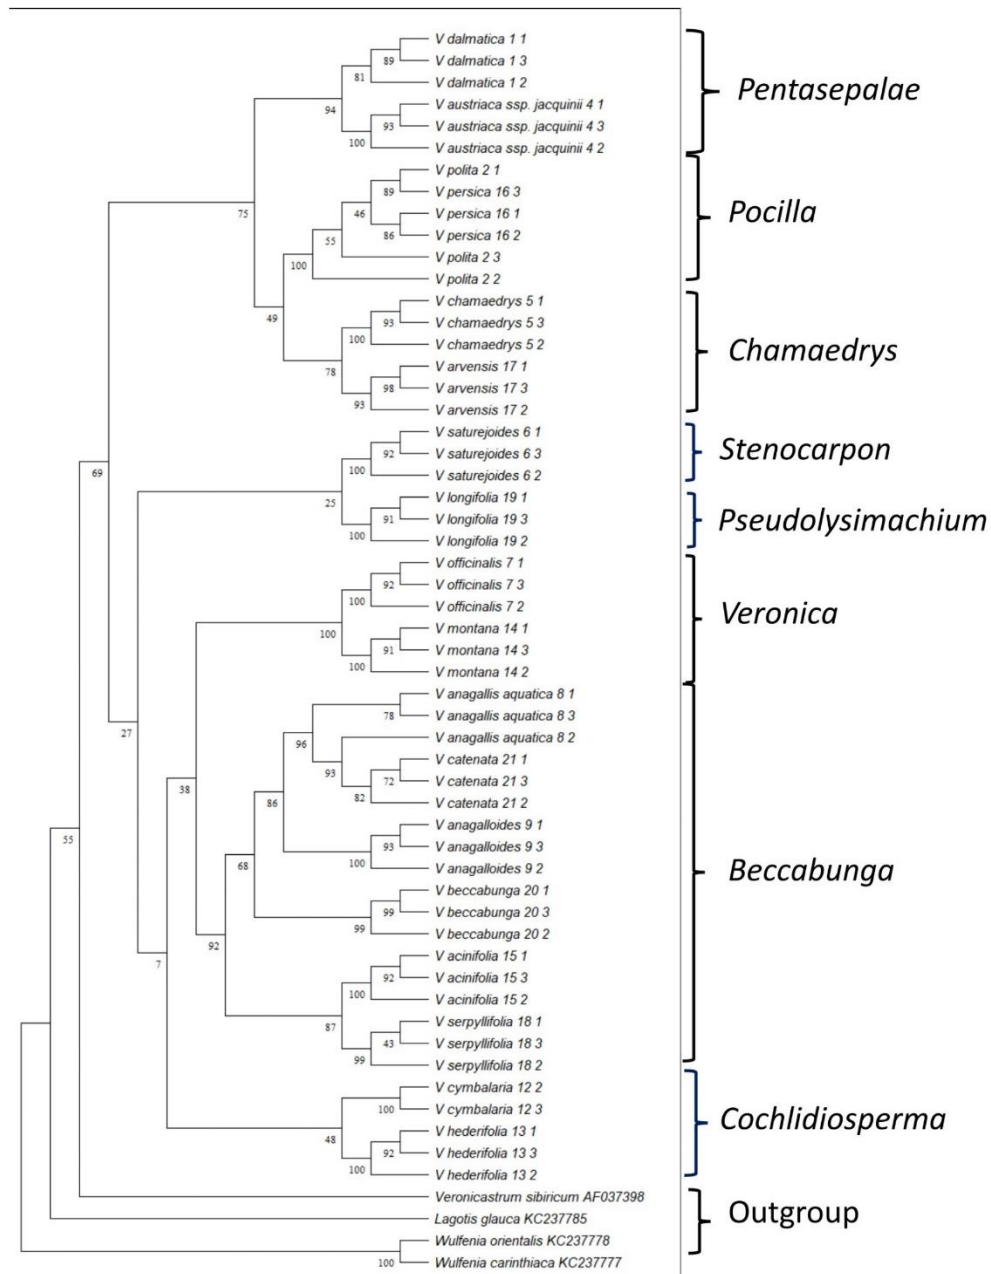 V dalmatica 1 1
89
V dalmatica 1 3
81
V dalmatica 1 2
94
V austriaca ssp. jacquinii 4 1
93
V austriaca ssp. jacquinii 4 3
100
V austriaca ssp. jacquinii 4 2
Pentasepalae
V polita 2 1
89
V persica 16 3
75
46
V persica 16 1
86
V persica 16 2
55
V polita 2 3
100
V polita 2 2
Pocilla
49
V chamaedrys 5 1
93
V chamaedrys 5 3
100
V chamaedrys 5 2
78
V arvensis 17 1
98
V arvensis 17 3
93
V arvensis 17 2
Chamaedrys
V saturejoides 6 1
92
V saturejoides 6 3
69
100
V saturejoides 6 2
Stenocarpon
25
V longifolia 19 1
91
V longifolia 19 3
100
V longifolia 19 2
Pseudolysimachium
V officinalis 7 1
92
V officinalis 7 3
100
V officinalis 7 2
100
V montana 14 1
91
V montana 14 3
100
V montana 14 2
Veronica
V anagallis aquatica 8 1
78
V anagallis aquatica 8 3
27
96
V anagallis aquatica 8 2
93
V catenata 21 1
72
V catenata 21 3
38
82
V catenata 21 2
86
V anagalloides 9 1
55
93
V anagalloides 9 3
68
100
V anagalloides 9 2
V beccabunga 20 1
99
V beccabunga 20 3
99
V beccabunga 20 2
92
V acinifolia 15 1
7
92
V acinifolia 15 3
100
V acinifolia 15 2
87
V serpyllifolia 18 1
43
V serpyllifolia 18 3
99
V serpyllifolia 18 2
Beccabunga
V cymbalaria 12 2
100
V cymbalaria 12 3
48
V hederifolia 13 1
92
V hederifolia 13 3
100
V hederifolia 13 2
Cochlidiosperma
Veronicastrum sibiricum AF037398
Lagotis glauca KC237785
Wulfenia orientalis KC237778
100
Wulfenia carinthiaca KC237777
Outgroup